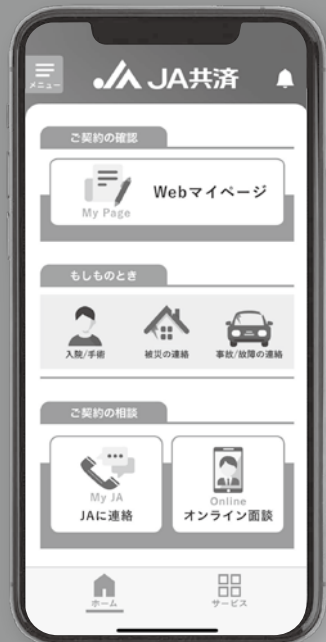 メニュー
JA共済
ご契約の確認
My Page
Webマイページ
もしものとき
入院/手術
被災の連絡
事故/故障の連絡
ご契約の相談
My JA
JAに連絡
Online
オンライン面談
ホーム
サービス